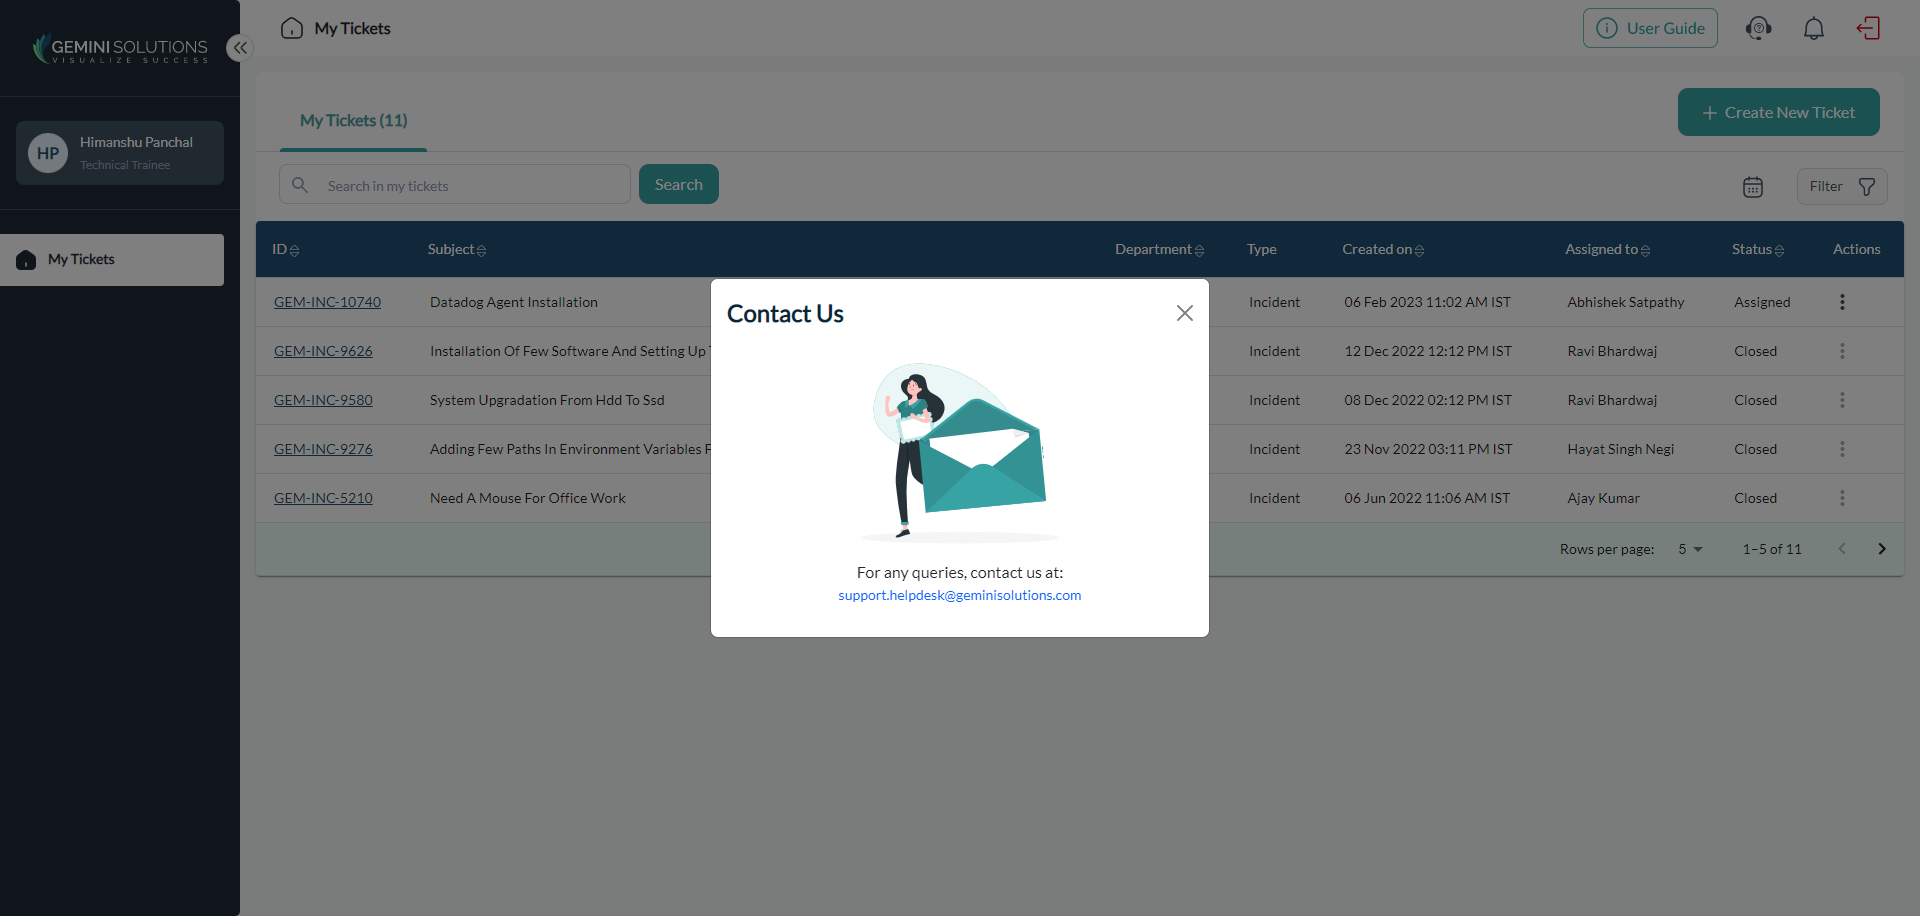 GEMINI SOLUTIONS
VISUALIZE SUCCESS
My Tickets
User Guide
HP
Himanshu Panchal
Technical Trainee
My Tickets
My Tickets (11)
Create New Ticket
Search in my tickets
Search
Filter
ID Subject Department Type Created on Assigned to Status Actions
GEM-INC-10740 Datadog Agent Installation Incident 06 Feb 2023 11:02 AM IST Abhishek Satpathy Assigned
GEM-INC-9626 Installation Of Few Software And Setting Up Incident 12 Dec 2022 12:12 PM IST Ravi Bhardwaj Closed
GEM-INC-9580 System Upgradation From Hdd To Ssd Incident 08 Dec 2022 02:12 PM IST Ravi Bhardwaj Closed
GEM-INC-9276 Adding Few Paths In Environment Variables Incident 23 Nov 2022 03:11 PM IST Hayat Singh Negi Closed
GEM-INC-5210 Need A Mouse For Office Work Incident 06 Jun 2022 11:06 AM IST Ajay Kumar Closed
Rows per page: 5 1–5 of 11
Contact Us
For any queries, contact us at:
support.helpdesk@geminisolutions.com